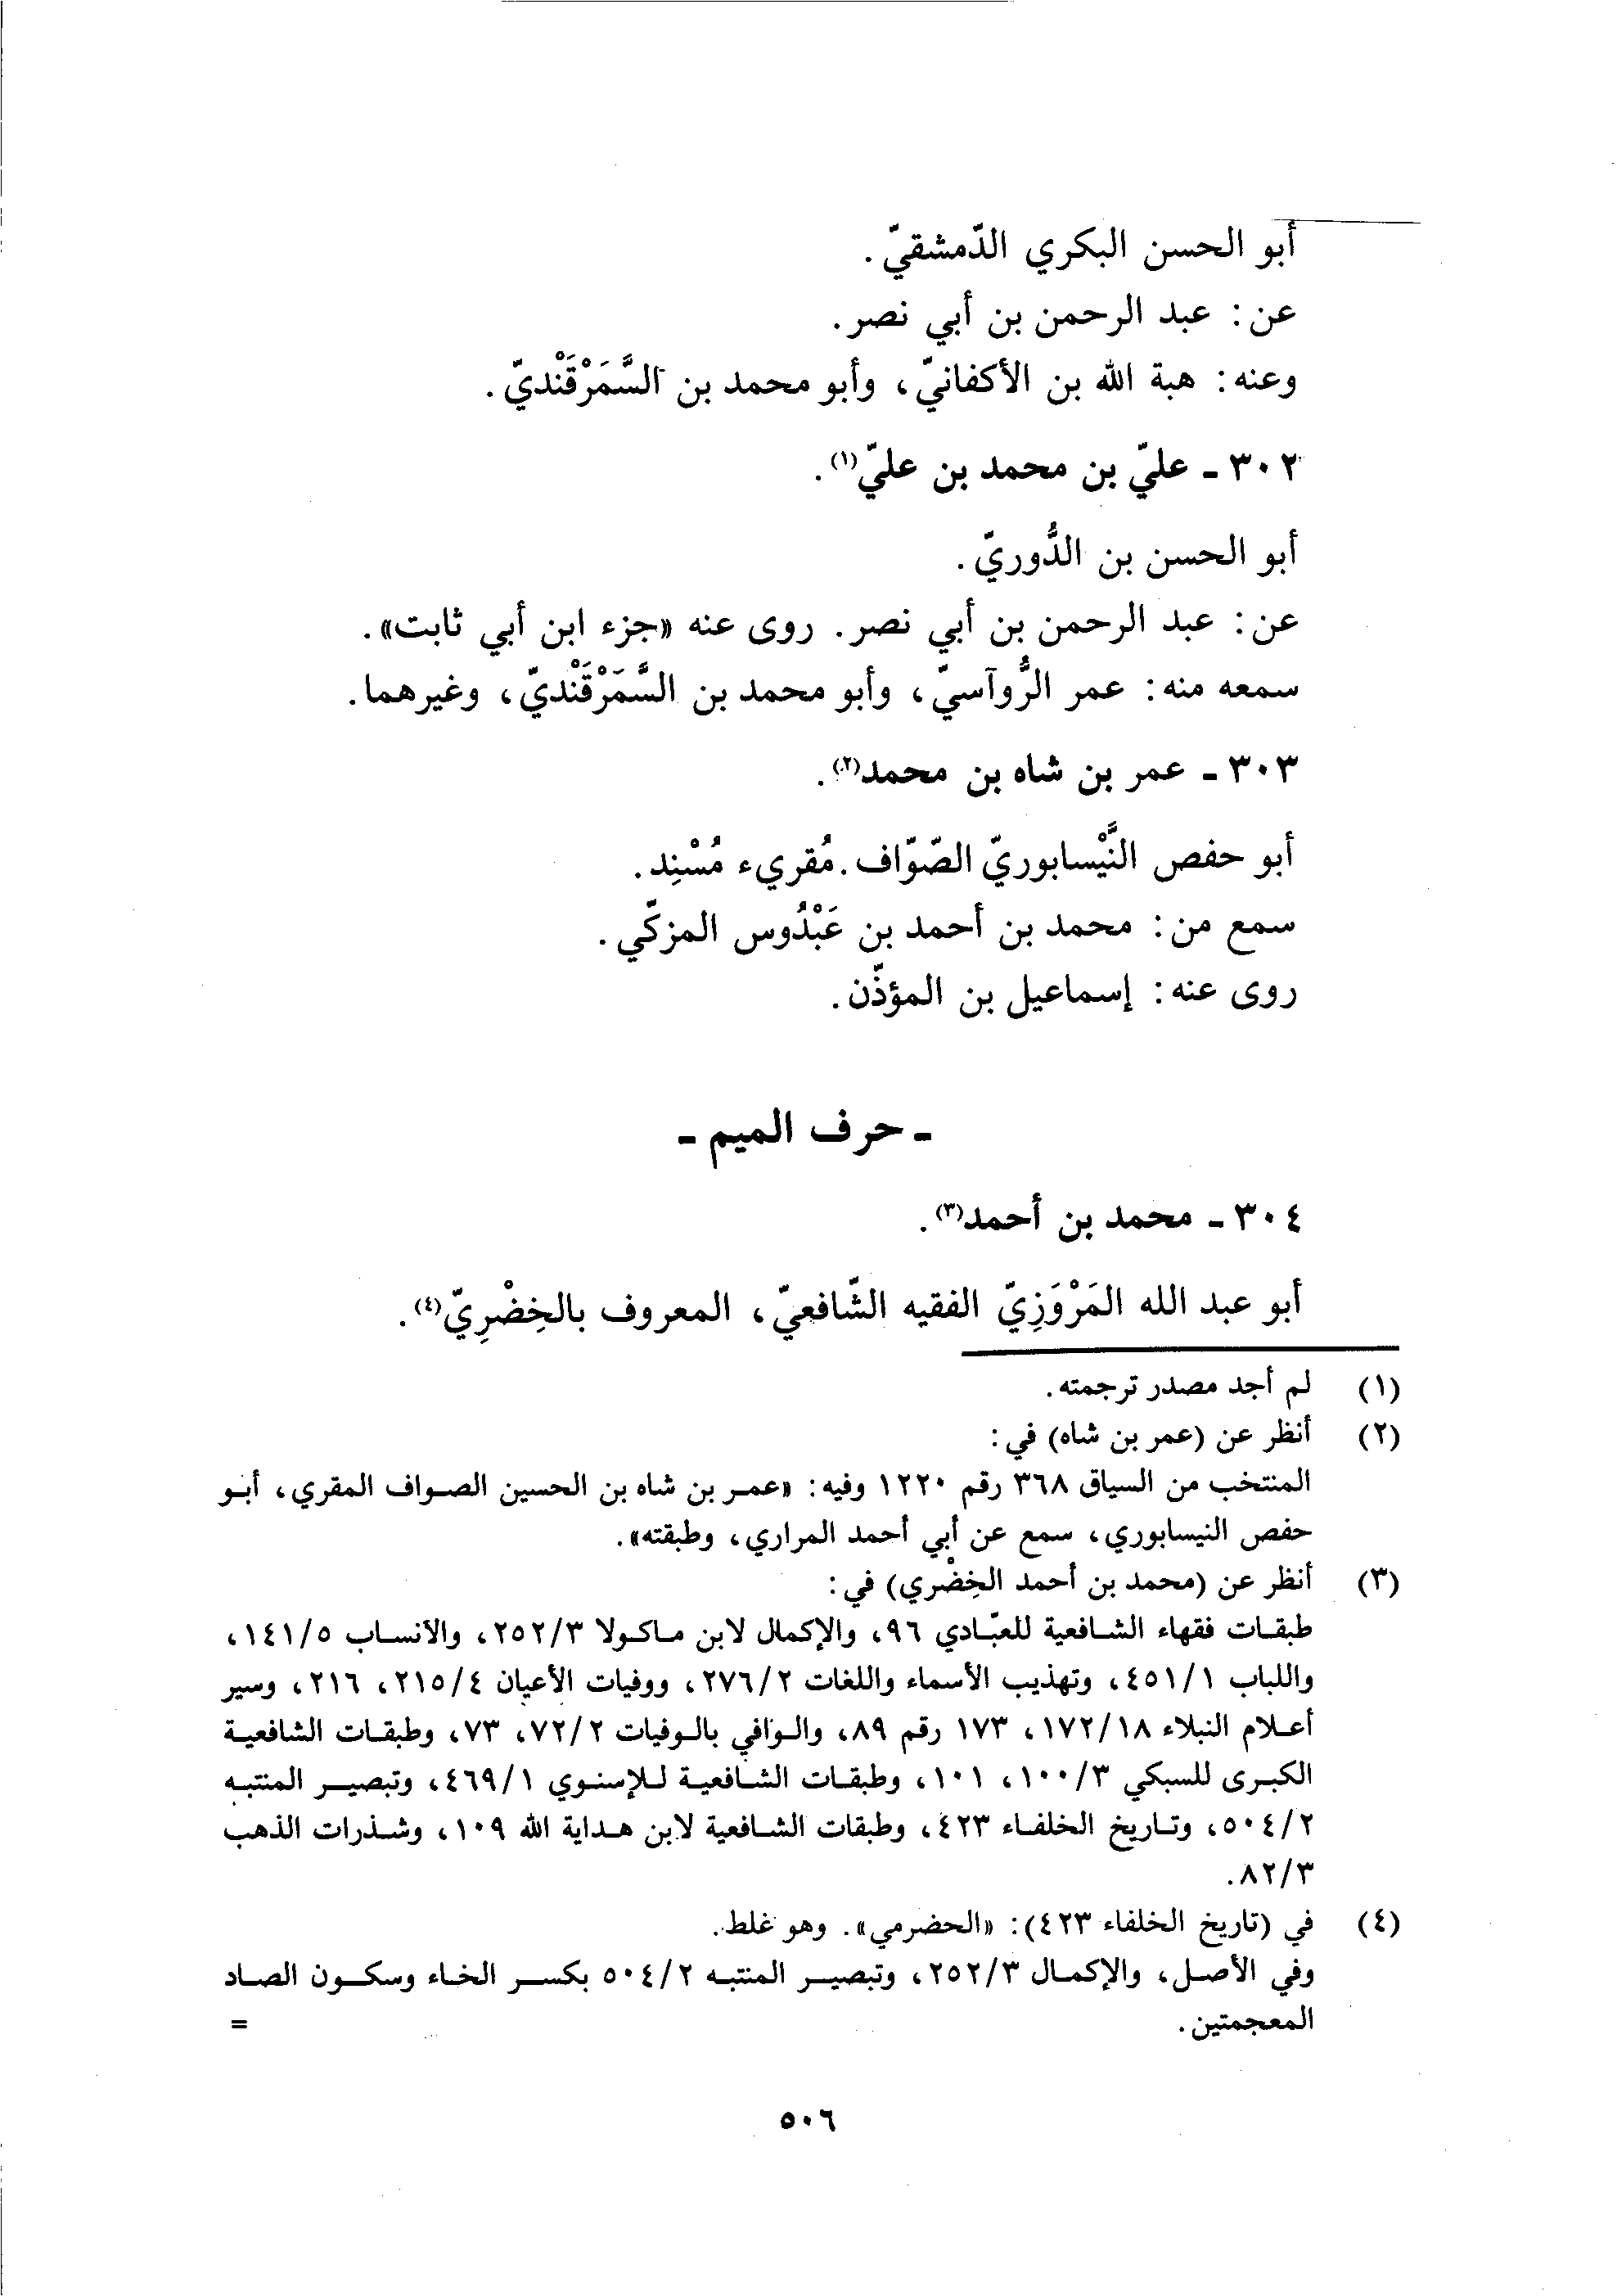 أبو الحسن البكري الدّمشقيّ.
عن: عبد الرحمن بن أبي نصر.
وعنه: هبة الله بن الأكفانيّ، وأبو محمد بن السَّمَرْقَنْديّ.
٣٠٢ - عليّ بن محمد بن عليّ(١).
أبو الحسن بن الدُّوريّ.
عن: عبد الرحمن بن أبي نصر. روى عنه «جزء ابن أبي ثابت».
سمعه منه: عمر الرُّوآسيّ، وأبو محمد بن السَّمَرْقَنْديّ، وغيرهما.
٣٠٣ - عمر بن شاه بن محمد(٢).
أبو حفص النَّيْسابوريّ الصّوّاف. مُقريء مُسْنِد.
سمع من: محمد بن أحمد بن عَبْدُوس المزكّي.
روى عنه: إسماعيل بن المؤذّن.
- حرف الميم -
٣٠٤ - محمد بن أحمد(٣).
أبو عبد الله المَرْوَزِيّ الفقيه الشّافعيّ، المعروف بالخِضْرِيّ(٤).
(١) لم أجد مصدر ترجمته.
(٢) أنظر عن (عمر بن شاه) في:
المنتخب من السياق ٣٦٨ رقم ١٢٢٠ وفيه: «عمر بن شاه بن الحسين الصواف المقري، أبو
حفص النيسابوري، سمع عن أبي أحمد المراري، وطبقته».
(٣) أنظر عن (محمد بن أحمد الخِضْري) في:
طبقات فقهاء الشافعية للعبّادي ٩٦، والإكمال لابن ماكولا ٢٥٢/٣، والأنساب ١٤١/٥،
واللباب ٤٥١/١، وتهذيب الأسماء واللغات ٢٧٦/٢، ووفيات الأعيان ٢١٥/٤، ٢١٦، وسير
أعلام النبلاء ١٧٢/١٨، ١٧٣ رقم ٨٩، والوافي بالوفيات ٧٢/٢، ٧٣، وطبقات الشافعية
الكبرى للسبكي ١٠٠/٣، ١٠١، وطبقات الشافعية للإسنوي ٤٦٩/١، وتبصير المنتبه
٥٠٤/٢، وتاريخ الخلفاء ٤٢٣، وطبقات الشافعية لابن هداية الله ١٠٩، وشذرات الذهب
٨٢/٣.
(٤) في (تاريخ الخلفاء ٤٢٣): «الحضرمي». وهو غلط.
وفي الأصل، والإكمال ٢٥٢/٣، وتبصير المنتبه ٥٠٤/٢ بكسر الخاء وسكون الصاد
المعجمتين. =
٥٠٦